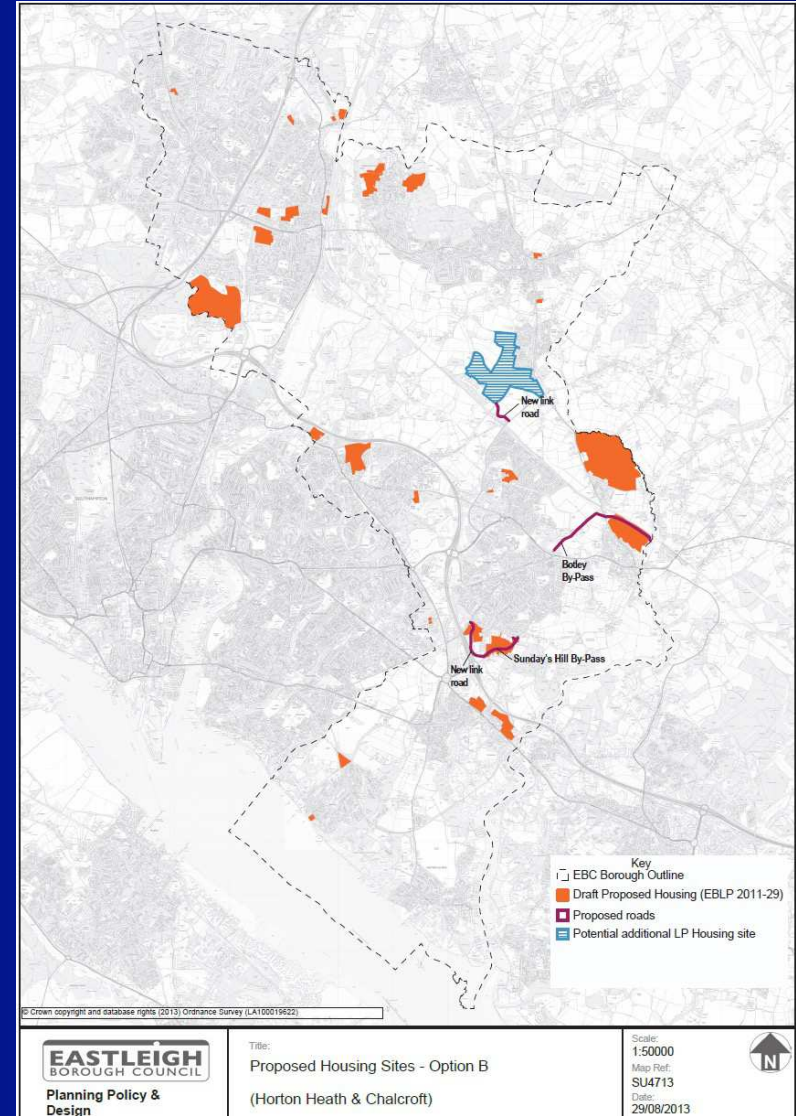 New link
road
Botley
By-Pass
Sunday's Hill By-Pass
New link
road
Key
EBC Borough Outline
Draft Proposed Housing (EBLP 2011-29)
Proposed roads
Potential additional LP Housing site
© Crown copyright and database rights (2013) Ordnance Survey (LA100019622)
EASTLEIGH
BOROUGH COUNCIL
Planning Policy &
Design
Title:
Proposed Housing Sites - Option B
(Horton Heath & Chalcroft)
Scale:
1:50000
Map Ref:
SU4713
Date:
29/08/2013
N